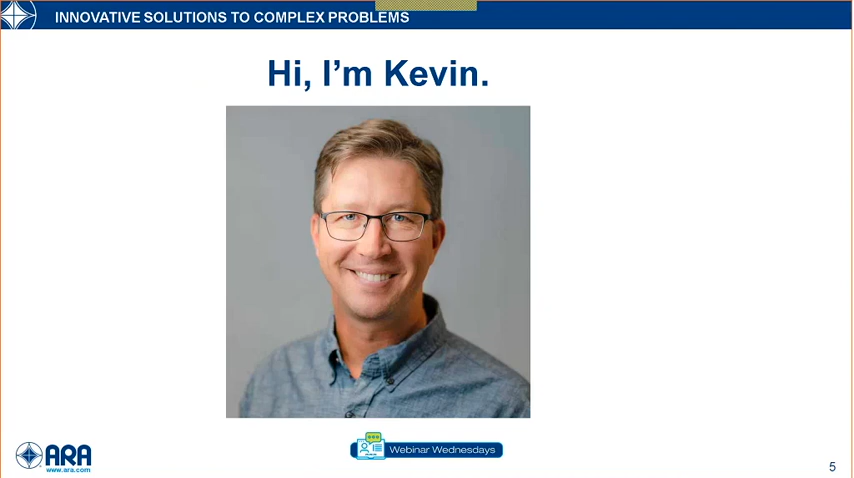 INNOVATIVE SOLUTIONS TO COMPLEX PROBLEMS
Hi, I’m Kevin.
ARA
www.ara.com
Webinar Wednesdays
5